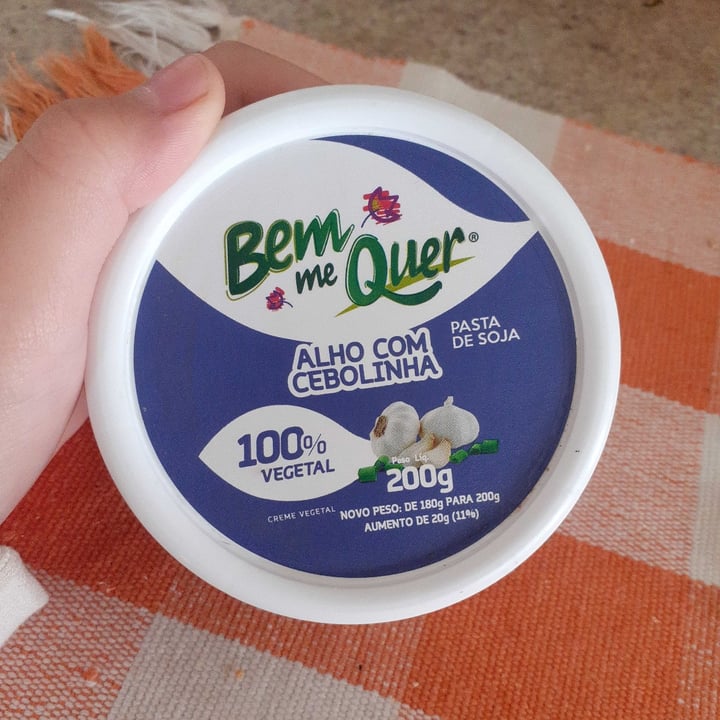 Bem
me Quer®
ALHO COM
CEBOLINHA
PASTA
DE SOJA
100%
VEGETAL
Peso Líq.
200g
CREME VEGETAL
NOVO PESO: DE 180g PARA 200g
AUMENTO DE 20g (11%)